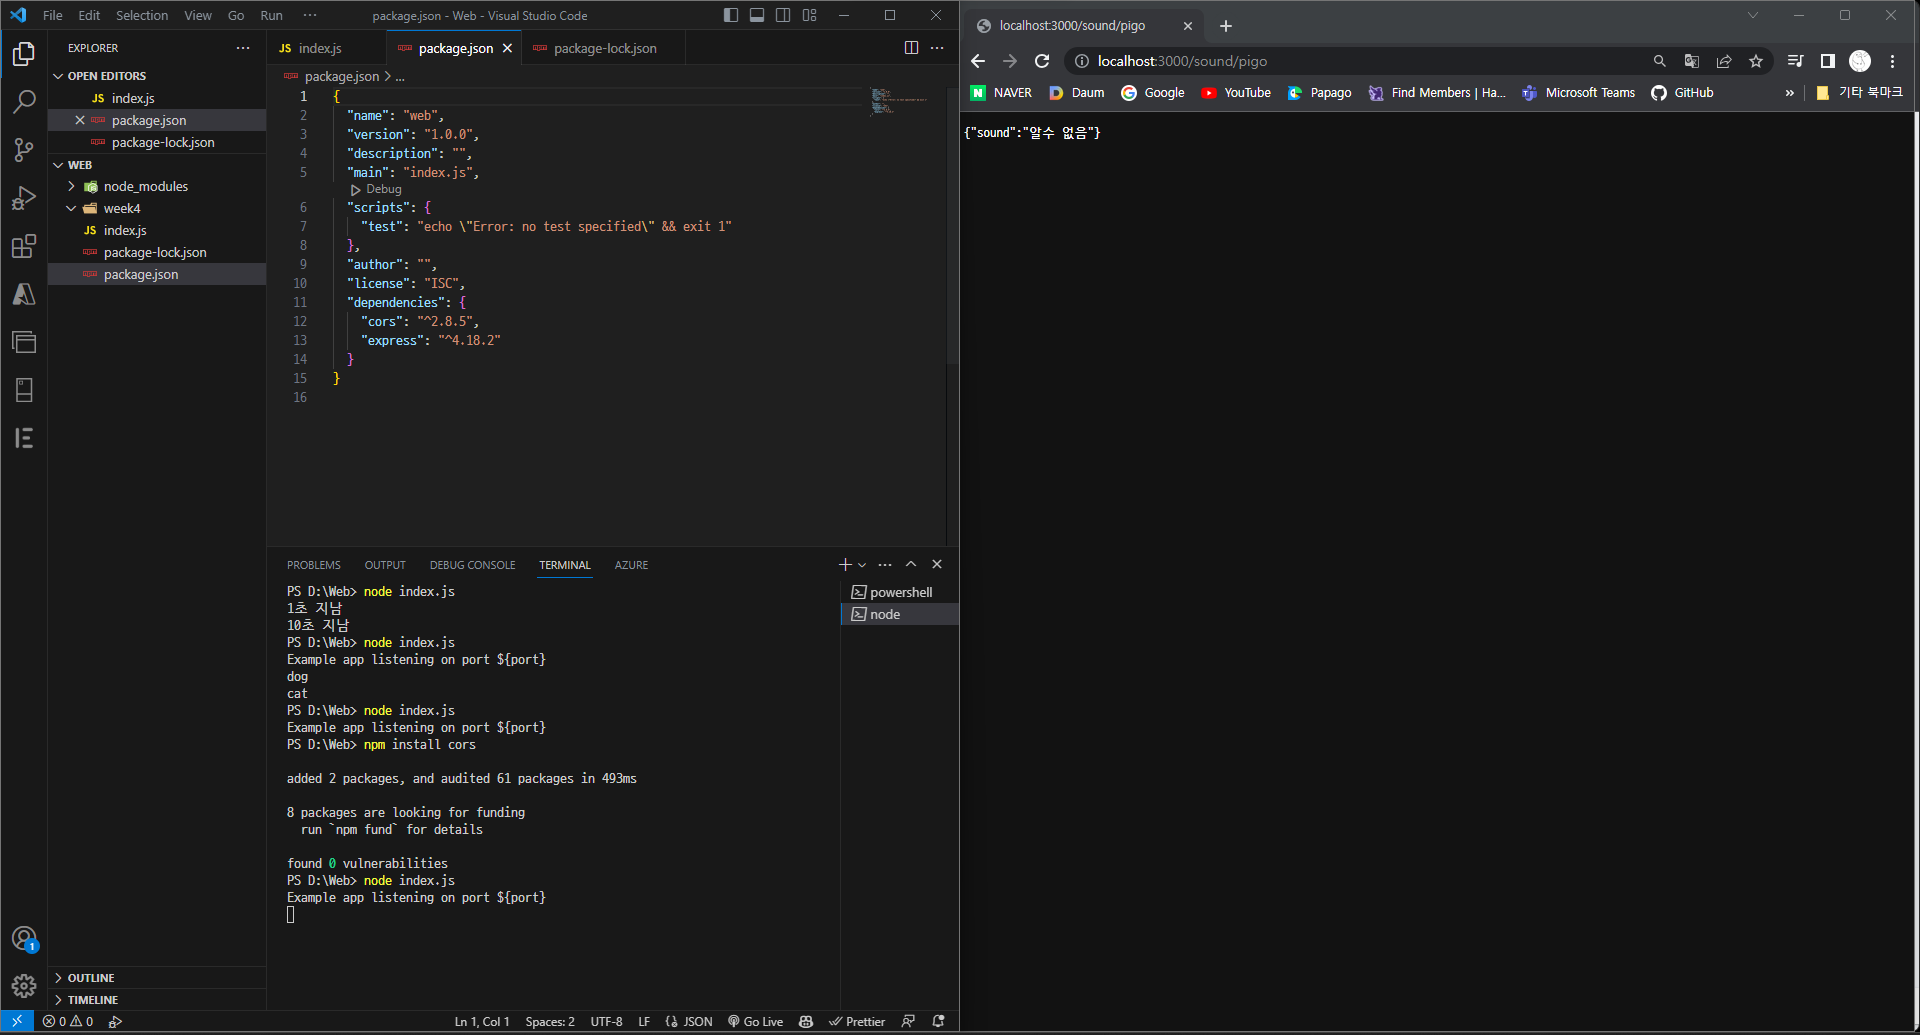 File Edit Selection View Go Run ··· package.json - Web - Visual Studio Code
EXPLORER ···
OPEN EDITORS
JS index.js
package.json
package-lock.json
WEB
node_modules
week4
JS index.js
package-lock.json
package.json
OUTLINE
TIMELINE
JS index.js package.json package-lock.json
package.json > ...
1 {
2 "name": "web",
3 "version": "1.0.0",
4 "description": "",
5 "main": "index.js",
Debug
6 "scripts": {
7 "test": "echo \"Error: no test specified\" && exit 1"
8 },
9 "author": "",
10 "license": "ISC",
11 "dependencies": {
12 "cors": "^2.8.5",
13 "express": "^4.18.2"
14 }
15 }
16
PROBLEMS OUTPUT DEBUG CONSOLE TERMINAL AZURE
PS D:\Web> node index.js
1초 지남
10초 지남
PS D:\Web> node index.js
Example app listening on port ${port}
dog
cat
PS D:\Web> node index.js
Example app listening on port ${port}
PS D:\Web> npm install cors
added 2 packages, and audited 61 packages in 493ms
8 packages are looking for funding
run `npm fund` for details
found 0 vulnerabilities
PS D:\Web> node index.js
Example app listening on port ${port}
powershell
node
1
0 0 Ln 1, Col 1 Spaces: 2 UTF-8 LF {} JSON Go Live Prettier
localhost:3000/sound/pigo
localhost:3000/sound/pigo
N NAVER Daum Google YouTube Papago Find Members | Ha... Microsoft Teams GitHub » 기타 북마크
{"sound":"알수 없음"}